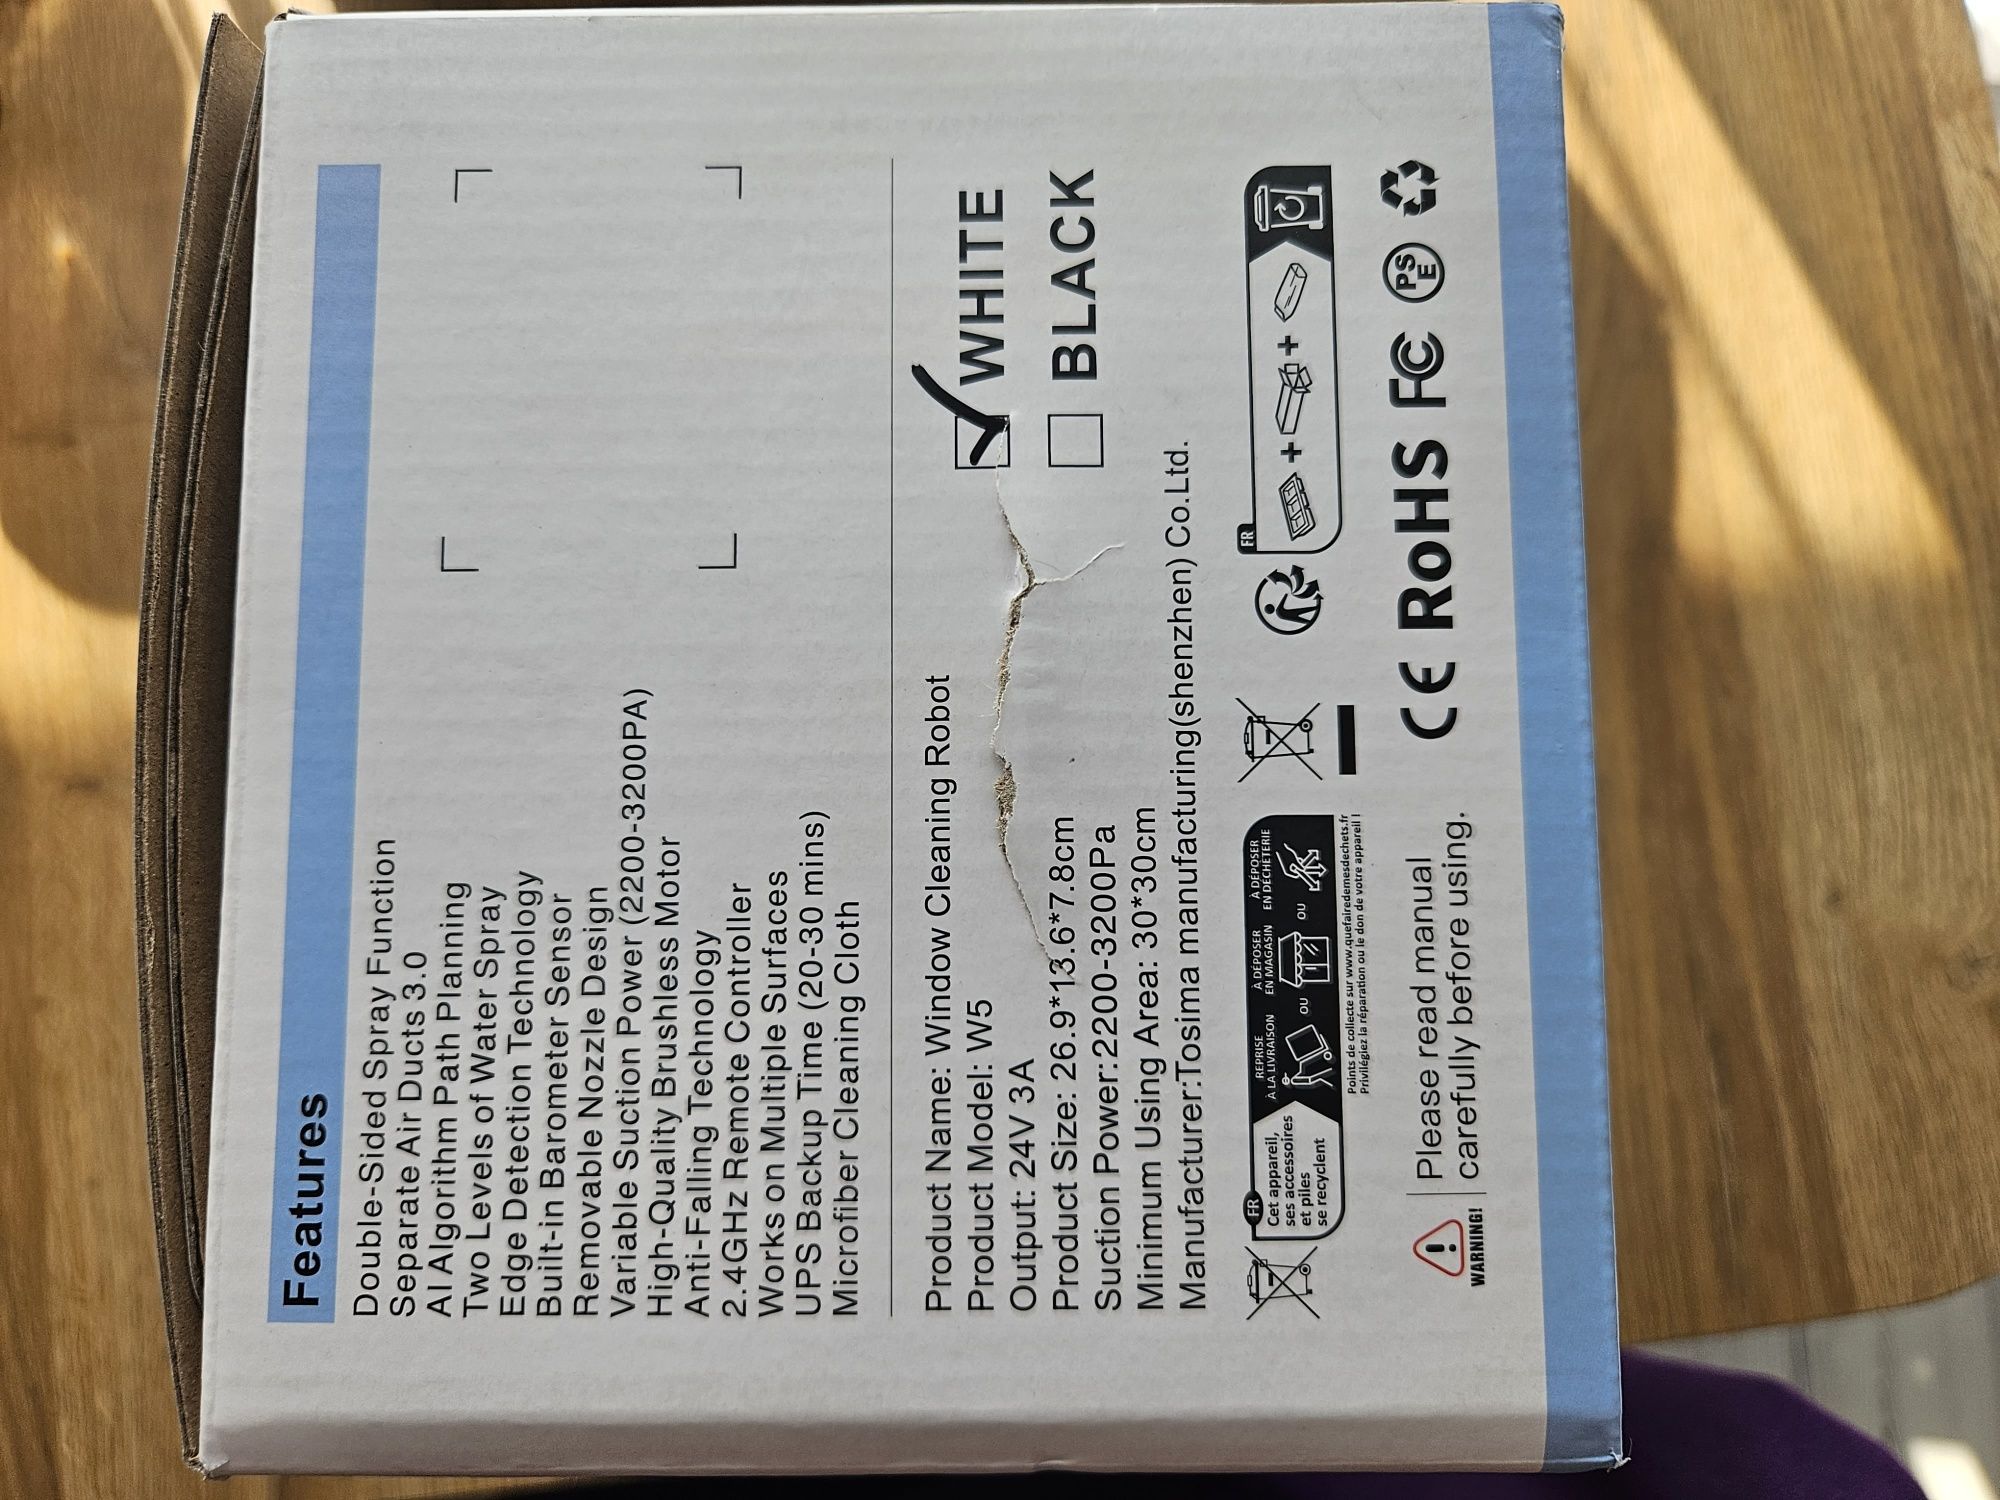 Features
Double-Sided Spray Function
Separate Air Ducts 3.0
AI Algorithm Path Planning
Two Levels of Water Spray
Edge Detection Technology
Built-in Barometer Sensor
Removable Nozzle Design
Variable Suction Power (2200-3200PA)
High-Quality Brushless Motor
Anti-Falling Technology
2.4GHz Remote Controller
Works on Multiple Surfaces
UPS Backup Time (20-30 mins)
Microfiber Cleaning Cloth
Product Name: Window Cleaning Robot
Product Model: W5
Output: 24V 3A
Product Size: 26.9*13.6*7.8cm
Suction Power:2200-3200Pa
Minimum Using Area: 30*30cm
Manufacturer:Tosima manufacturing(shenzhen) Co.Ltd.
WHITE
BLACK
FR
Cet appareil,
ses accessoires
et piles
se recyclent
REPRISE
À LA LIVRAISON
OU
À DÉPOSER
EN MAGASIN
OU
À DÉPOSER
EN DÉCHÈTERIE
Points de collecte sur www.quefairedemesdechets.fr
Privilégiez la réparation ou le don de votre appareil !
FR
+
+
WARNING!
Please read manual
carefully before using.
CE RoHS FC PSE